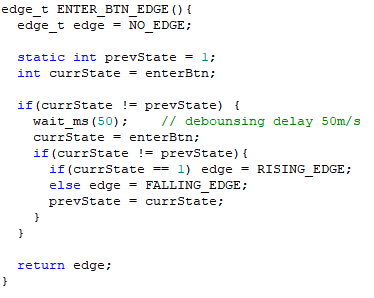 edge_t ENTER_BTN_EDGE(){
  edge_t edge = NO_EDGE;

  static int prevState = 1;
  int currState = enterBtn;

  if(currState != prevState) {
    wait_ms(50);    // debounsing delay 50m/s
    currState = enterBtn;
    if(currState != prevState){
      if(currState == 1) edge = RISING_EDGE;
      else edge = FALLING_EDGE;
      prevState = currState;
    }
  }

  return edge;
}